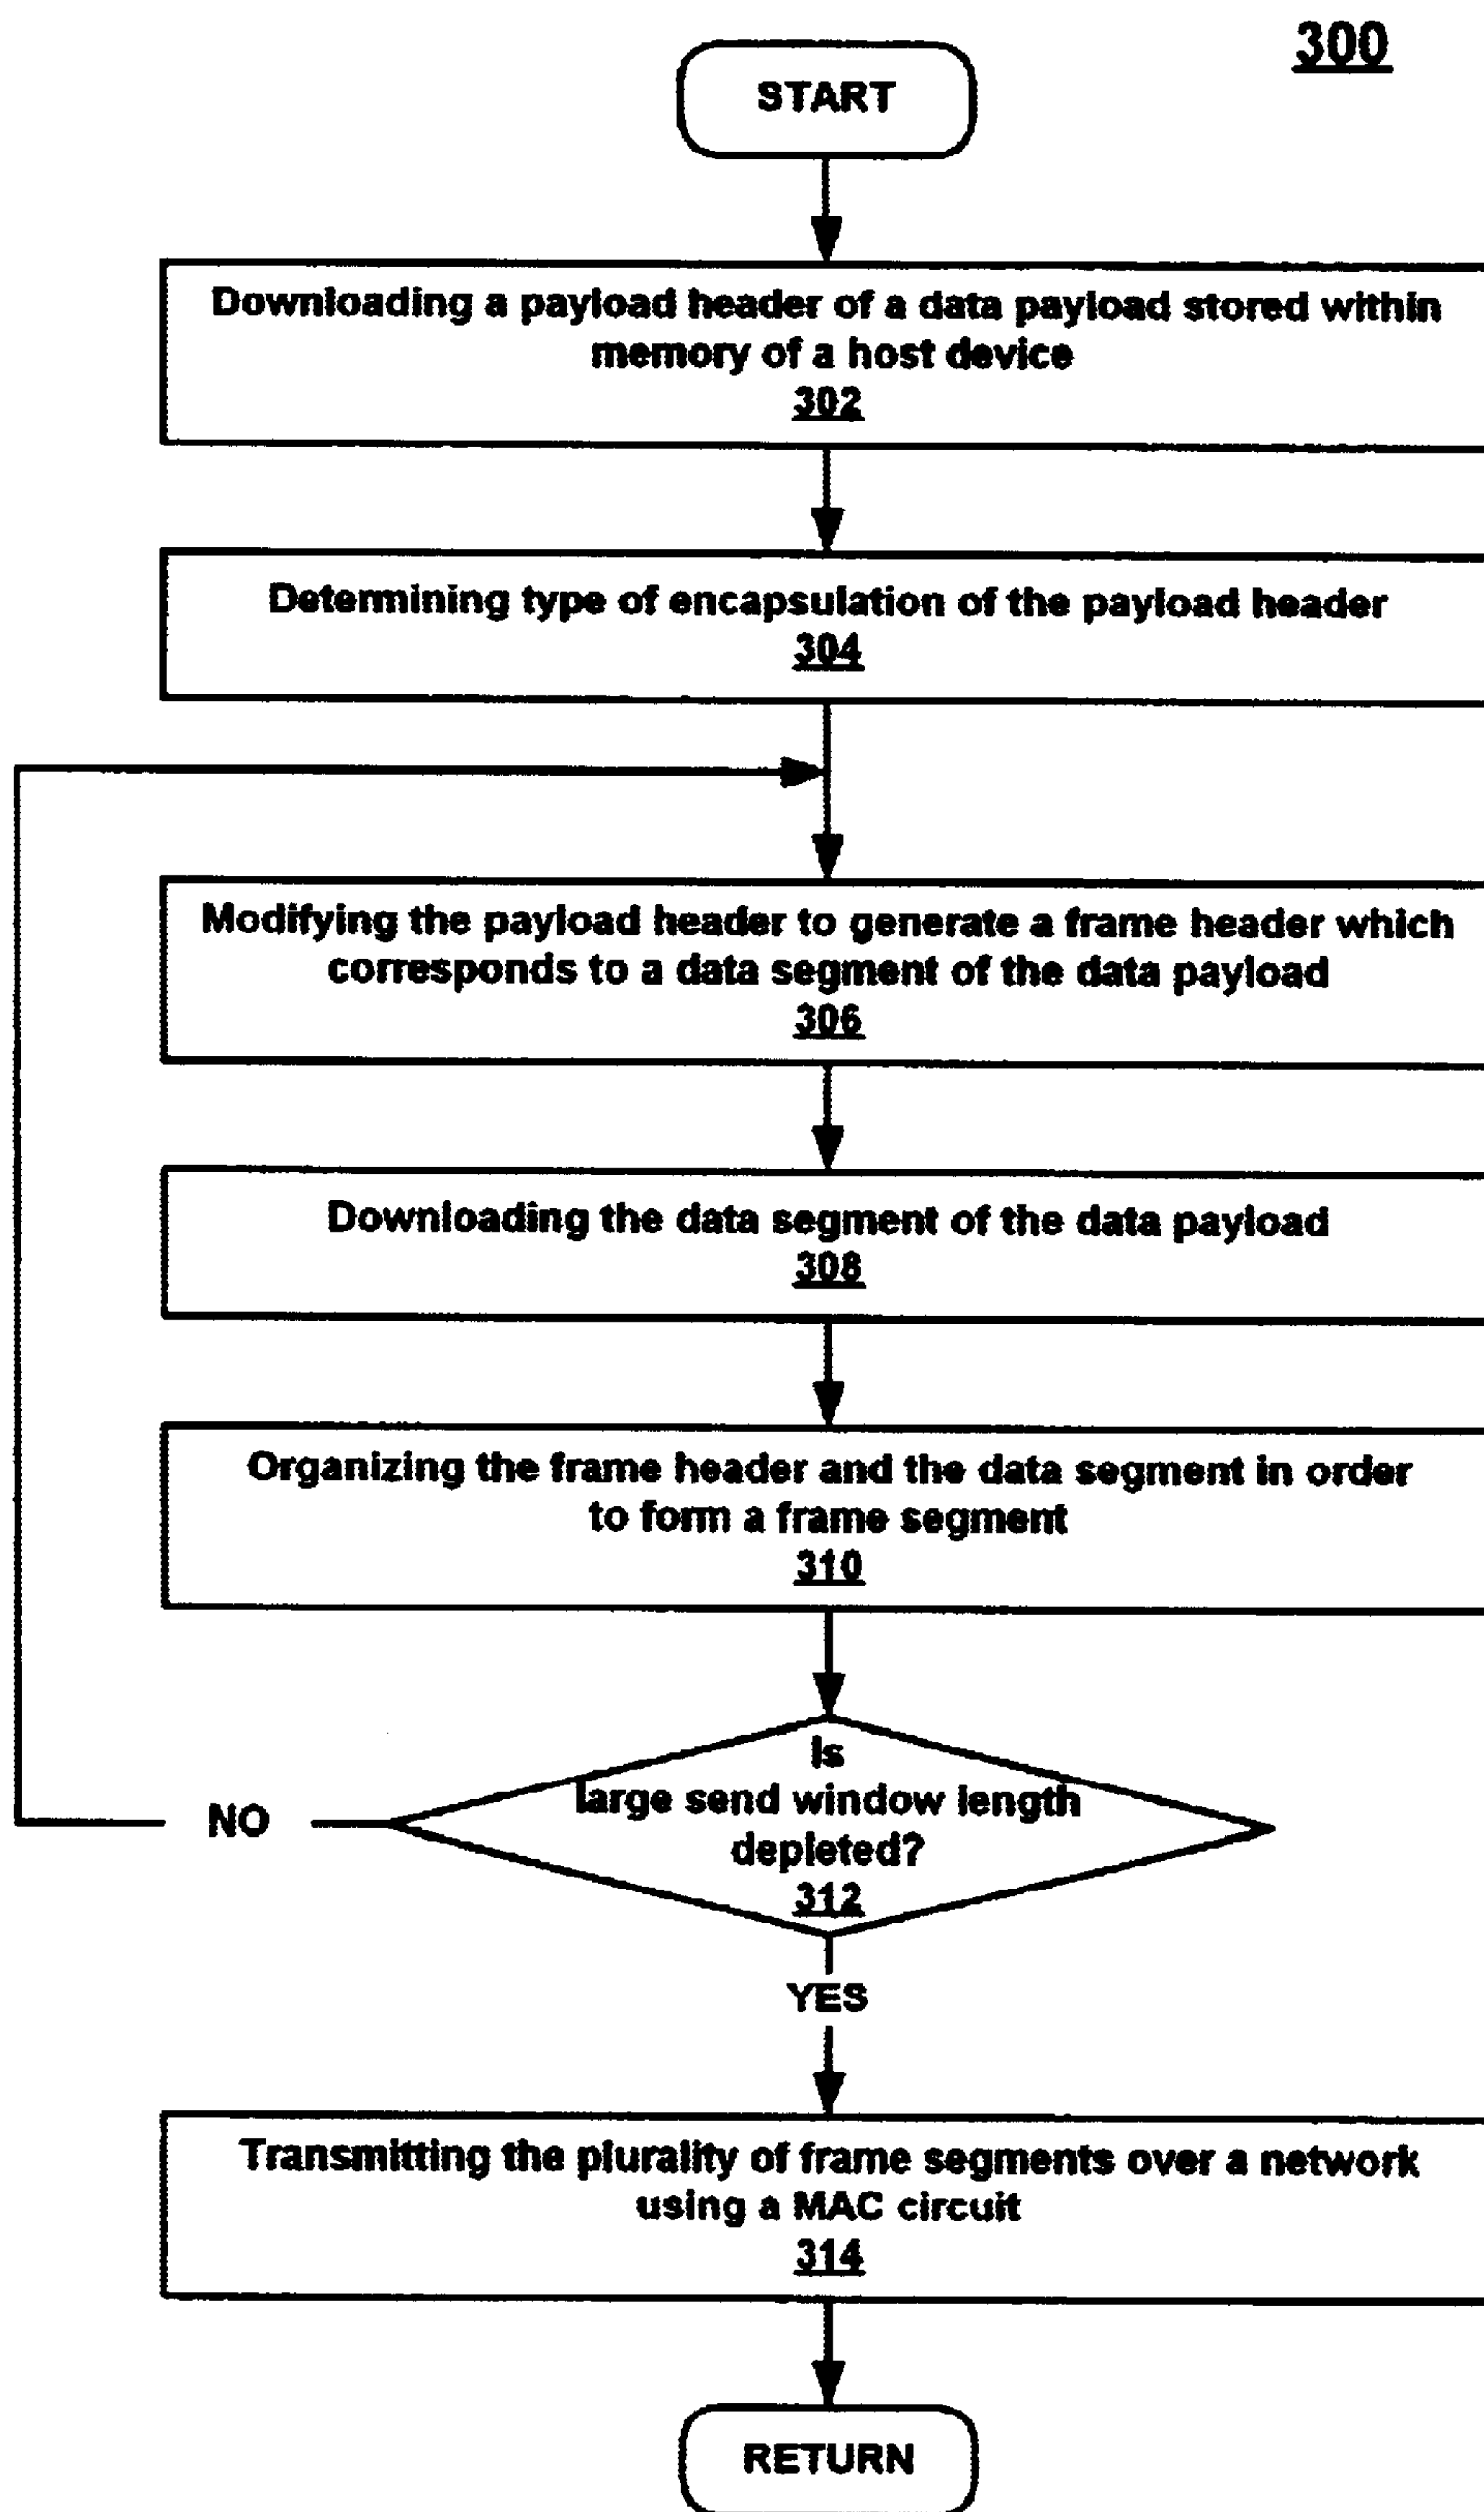 300
START
Downloading a payload header of a data payload stored within
memory of a host device
302
Determining type of encapsulation of the payload header
304
Modifying the payload header to generate a frame header which
corresponds to a data segment of the data payload
306
Downloading the data segment of the data payload
308
Organizing the frame header and the data segment in order
to form a frame segment
310
Is
large send window length
depleted?
312
NO
YES
Transmitting the plurality of frame segments over a network
using a MAC circuit
314
RETURN